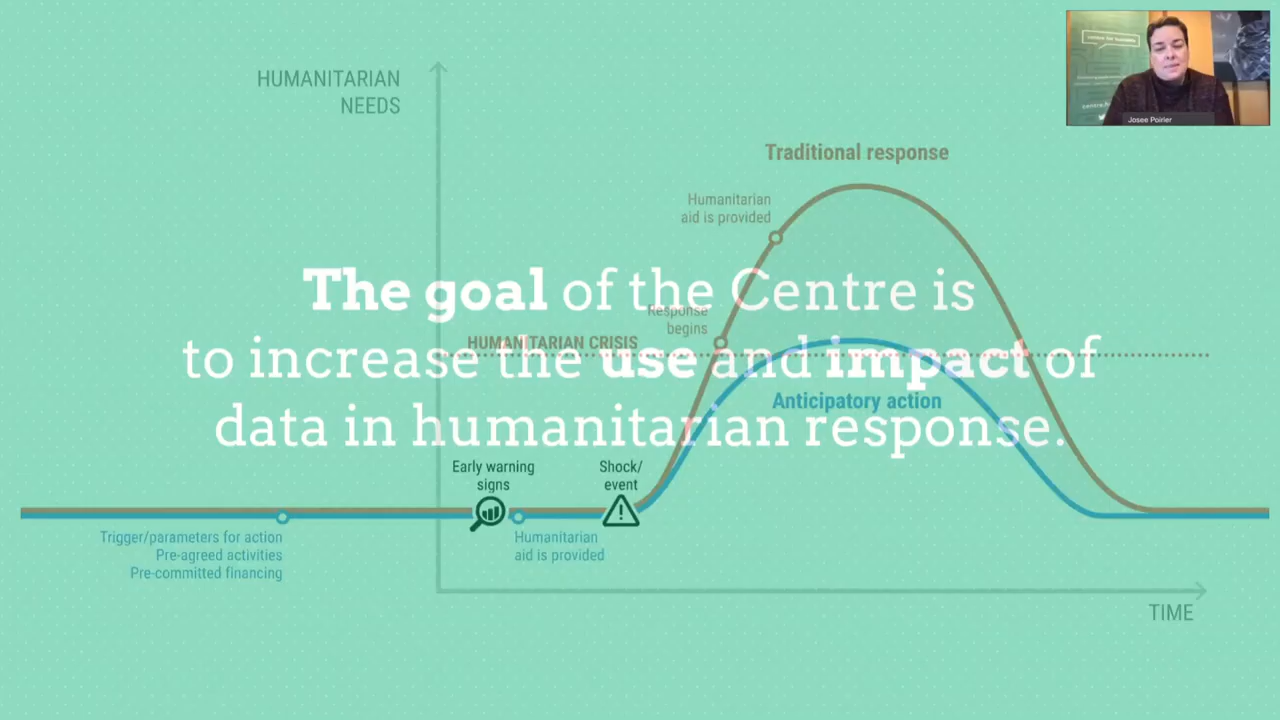 HUMANITARIAN
NEEDS
Josee Poirier
Traditional response
Humanitarian
aid is provided
The goal of the Centre is
to increase the use and impact of
data in humanitarian response.
Response
begins
HUMANITARIAN CRISIS
Anticipatory action
Early warning
signs
Shock/
event
Trigger/parameters for action
Pre-agreed activities
Pre-committed financing
Humanitarian
aid is provided
TIME